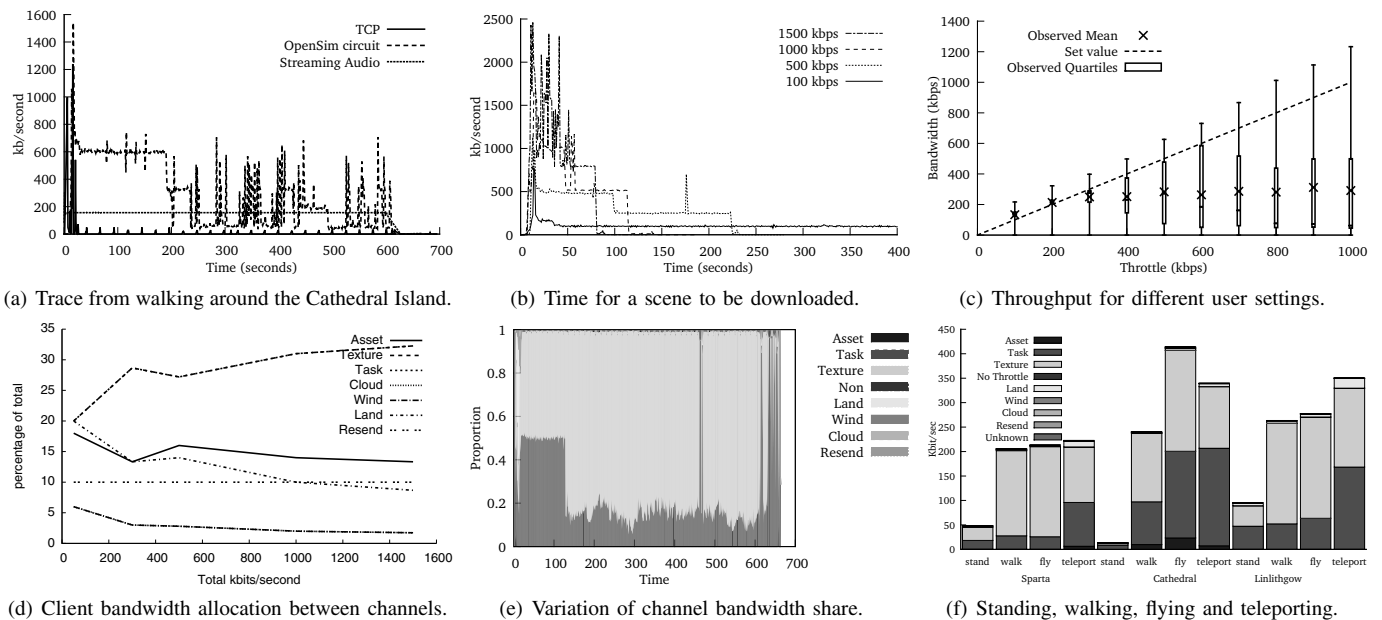 1600
1400
1200
1000
800
600
400
200
0
kb/second
TCP
OpenSim circuit
Streaming Audio
0 100 200 300 400 500 600 700
Time (seconds)
(a) Trace from walking around the Cathedral Island.
2500
2000
1500
1000
500
0
kb/second
1500 kbps
1000 kbps
500 kbps
100 kbps
0 50 100 150 200 250 300 350 400
Time (seconds)
(b) Time for a scene to be downloaded.
1400
1200
1000
800
600
400
200
0
Bandwidth (kbps)
Observed Mean
Set value
Observed Quartiles
0 200 400 600 800 1000
Throttle (kbps)
(c) Throughput for different user settings.
35
30
25
20
15
10
5
0
percentage of total
Asset
Texture
Task
Cloud
Wind
Land
Resend
0 200 400 600 800 1000 1200 1400 1600
Total kbits/second
(d) Client bandwidth allocation between channels.
1
0.8
0.6
0.4
0.2
0
Proportion
0 100 200 300 400 500 600 700
Time
Asset
Task
Texture
Non
Land
Wind
Cloud
Resend
(e) Variation of channel bandwidth share.
450
400
350
300
250
200
150
100
50
0
Kbit/sec
Asset
Task
Texture
No Throttle
Land
Wind
Cloud
Resend
Unknown
stand walk fly teleport stand walk fly teleport stand walk fly teleport
Sparta Cathedral Linlithgow
(f) Standing, walking, flying and teleporting.